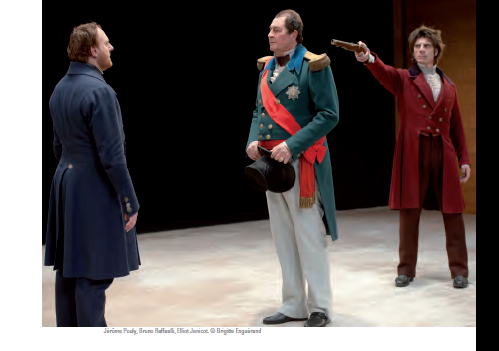 Jérôme Pouly, Bruno Raffaelli, Elliot Jenicot. © Brigitte Enguérand